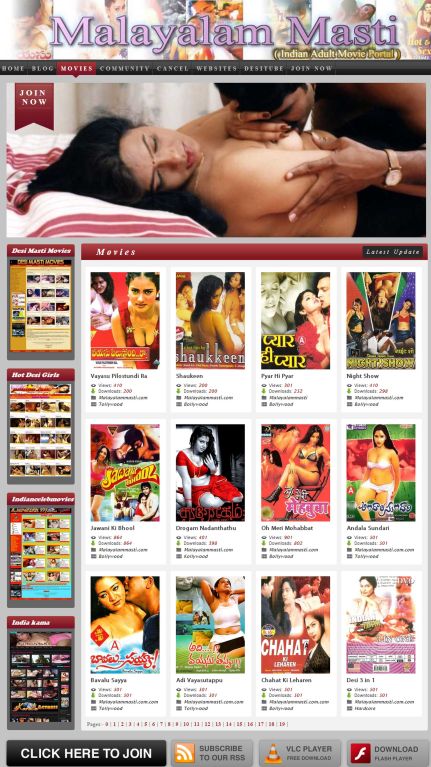 Malayalam Masti
(Indian Adult Movie Portal)
HOME BLOG MOVIES COMMUNITY CANCEL WEBSITES DESITUBE JOIN NOW
JOIN
NOW
Desi Masti Movies
DESI MASTI MOVIES
Hot Desi Girls
Indiancelebmovies
India kama
Movies
Latest Update
shaukkeen
प्यार
ही प्यार
NIGHT SHOW
Vayasu Pilostundi Ra
Views: 410
Downloads: 200
Malayalammasti.com
Tollywood
Shaukeen
Views: 200
Downloads: 200
Malayalammasti.com
Bollywood
Pyar Hi Pyar
Views: 301
Downloads: 232
Malayalammasti
Bollywood
Night Show
Views: 410
Downloads: 298
Malayalammasti.com
Bollywood
Jawani Ki Bhool
Views: 864
Downloads: 864
Malayalammasti.com
Bollywood
Orogam Nadanthathu
Views: 401
Downloads: 398
Malayalammasti.com
Bollywood
Oh Meri Mohabbat
Views: 901
Downloads: 802
Malayalammasti.com
Bollywood
Andala Sundari
Views: 301
Downloads: 301
Malayalammasti.com
Tollywood
CHAHAT
KI LEHAREN
Bavalu Sayya
Views: 301
Downloads: 301
Malayalammasti.com
Tollywood
Adi Vayasutappu
Views: 301
Downloads: 301
Malayalammasti.com
Tollywood
Chahat Ki Leharen
Views: 301
Downloads: 301
Malayalammasti.com
Bollywood
Desi 3 in 1
Views: 301
Downloads: 301
Malayalammasti.com
Hardcore
Pages:- 0 | 1 | 2 | 3 | 4 | 5 | 6 | 7 | 8 | 9 | 10 | 11 | 12 | 13 | 14 | 15 | 16 | 17 | 18 | 19 |
CLICK HERE TO JOIN
SUBSCRIBE
TO OUR RSS
VLC PLAYER
FREE DOWNLOAD
DOWNLOAD
FLASH PLAYER